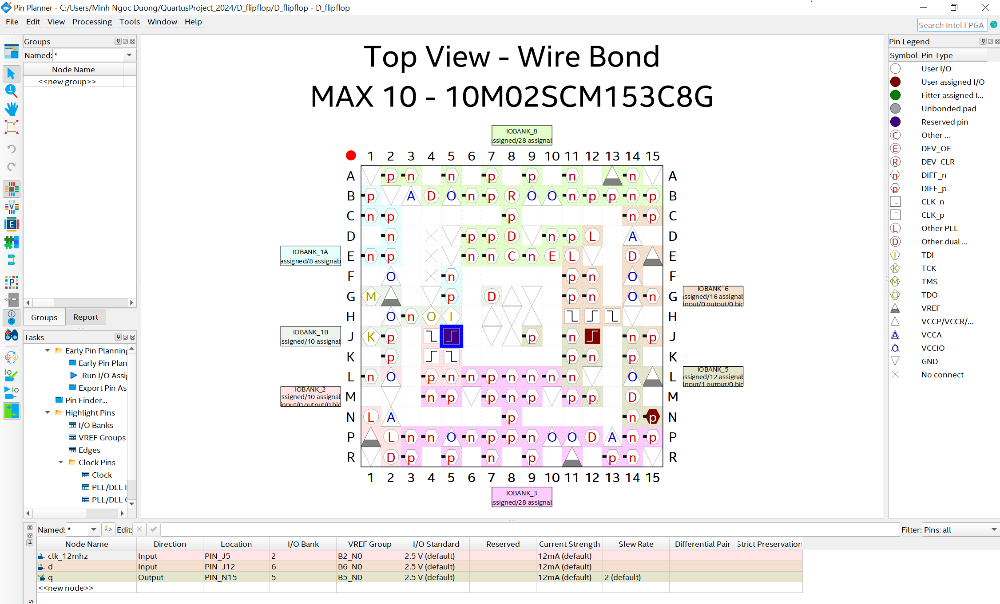 Pin Planner - C:/Users/Minh Ngoc Duong/QuartusProject_2024/D_flipflop/D_flipflop - D_flipflop
File Edit View Processing Tools Window Help
Search Intel FPGA
Groups
Named: *
Node Name
<<new group>>
Groups Report
Tasks
Early Pin Planning
Early Pin Plan
Run I/O Assig
Export Pin As
Pin Finder...
Highlight Pins
I/O Banks
VREF Groups
Edges
Clock Pins
Clock
PLL/DLL I
PLL/DLL
Top View - Wire Bond
MAX 10 - 10M02SCM153C8G
IOBANK_8
ssigned/28 assignab
1 2 3 4 5 6 7 8 9 10 11 12 13 14 15
A p n n p p n n A
B p A D O n p R O O n p p n p B
C n p p n p C
D n p p D n p L A D
IOBANK_1A
assigned/8 assignab
E n p n n C n E L D E
F O n p n O F
G M p D p n O n G
IOBANK_6
ssigned/16 assignab
input/0 output/0 bid
H O n O I H
IOBANK_1B
ssigned/10 assignab
J K p p n n p J
K p p n p K
L n O p n n p n n n n O L
IOBANK_5
ssigned/12 assignab
input/1 output/0 bid
IOBANK_2
ssigned/10 assignab
input/0 output/0 bid
M n p p n p p p D M
N L A p n p N
P L n n O n p p n O O D A n p P
R D p p n p p n R
1 2 3 4 5 6 7 8 9 10 11 12 13 14 15
IOBANK_3
ssigned/28 assignab
Pin Legend
Symbol Pin Type
User I/O
User assigned I/O
Fitter assigned I...
Unbonded pad
Reserved pin
C Other ...
E DEV_OE
R DEV_CLR
n DIFF_n
p DIFF_p
CLK_n
CLK_p
L Other PLL
D Other dual ...
I TDI
K TCK
M TMS
O TDO
VREF
VCCP/VCCR/...
A VCCA
O VCCIO
GND
No connect
Named: * Edit: Filter: Pins: all
Node Name Direction Location I/O Bank VREF Group I/O Standard Reserved Current Strength Slew Rate Differential Pair Strict Preservation
in clk_12mhz Input PIN_J5 2 B2_N0 2.5 V (default) 12mA (default)
in d Input PIN_J12 6 B6_N0 2.5 V (default) 12mA (default)
out q Output PIN_N15 5 B5_N0 2.5 V (default) 12mA (default) 2 (default)
<<new node>>